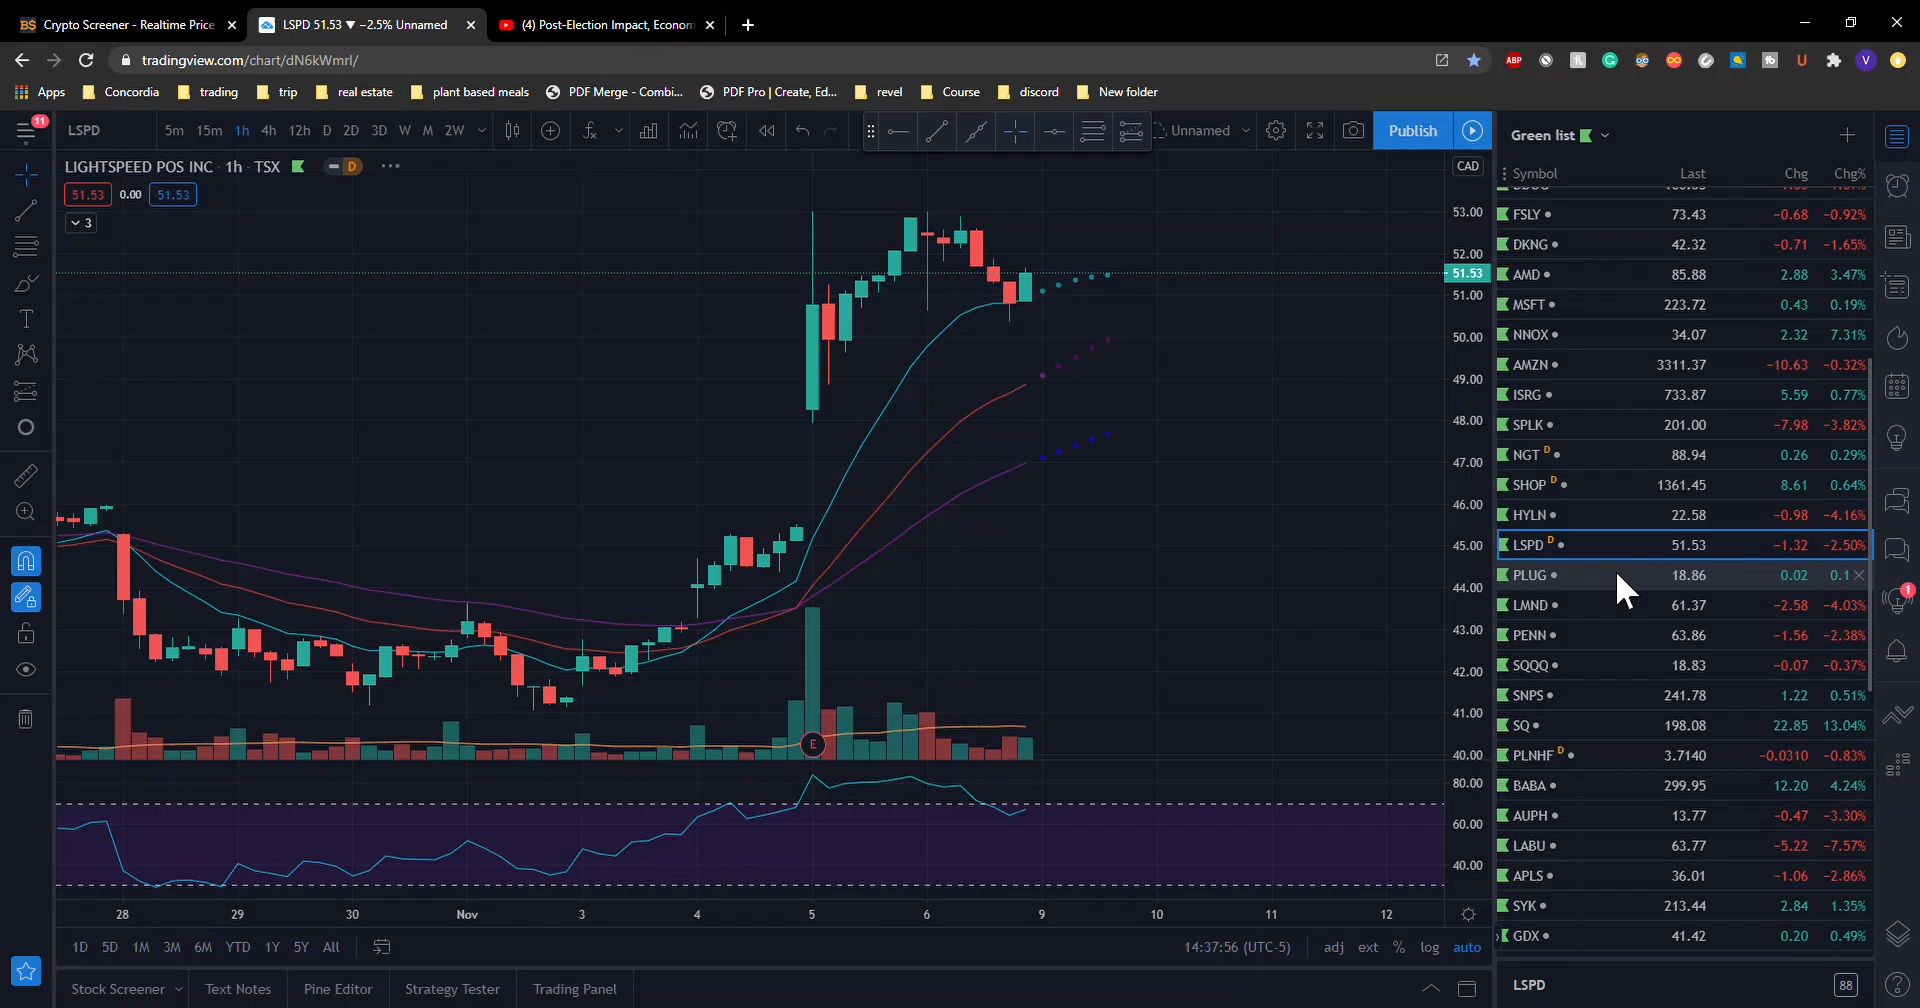 Crypto Screener - Realtime Price
LSPD 51.53 ▼ −2.5% Unnamed
(4) Post-Election Impact, Econom
tradingview.com/chart/dN6kWmrI/
ABP
V
Apps
Concordia
trading
trip
real estate
plant based meals
PDF Merge - Combi...
PDF Pro | Create, Ed...
revel
Course
discord
New folder
11
LSPD
5m 15m 1h 4h 12h D 2D 3D W M 2W
Unnamed
Publish
LIGHTSPEED POS INC · 1h · TSX
D
51.53 0.00 51.53
3
CAD
53.00
52.00
51.53
51.00
50.00
49.00
48.00
47.00
46.00
45.00
44.00
43.00
42.00
41.00
40.00
E
80.00
60.00
40.00
28 29 30 Nov 3 4 5 6 9 10 11 12
1D 5D 1M 3M 6M YTD 1Y 5Y All
14:37:56 (UTC-5)
adj ext % log auto
Stock Screener Text Notes Pine Editor Strategy Tester Trading Panel
Green list
Symbol Last Chg Chg%
FSLY 73.43 −0.68 −0.92%
DKNG 42.32 −0.71 −1.65%
AMD 85.88 2.88 3.47%
MSFT 223.72 0.43 0.19%
NNOX 34.07 2.32 7.31%
AMZN 3311.37 −10.63 −0.32%
ISRG 733.87 5.59 0.77%
SPLK 201.00 −7.98 −3.82%
NGT D 88.94 0.26 0.29%
SHOP D 1361.45 8.61 0.64%
HYLN 22.58 −0.98 −4.16%
LSPD D 51.53 −1.32 −2.50%
PLUG 18.86 0.02 0.1
LMND 61.37 −2.58 −4.03%
PENN 63.86 −1.56 −2.38%
SQQQ 18.83 −0.07 −0.37%
SNPS 241.78 1.22 0.51%
SQ 198.08 22.85 13.04%
PLNHF D 3.7140 −0.0310 −0.83%
BABA 299.95 12.20 4.24%
AUPH 13.77 −0.47 −3.30%
LABU 63.77 −5.22 −7.57%
APLS 36.01 −1.06 −2.86%
SYK 213.44 2.84 1.35%
GDX 41.42 0.20 0.49%
LSPD
88
1